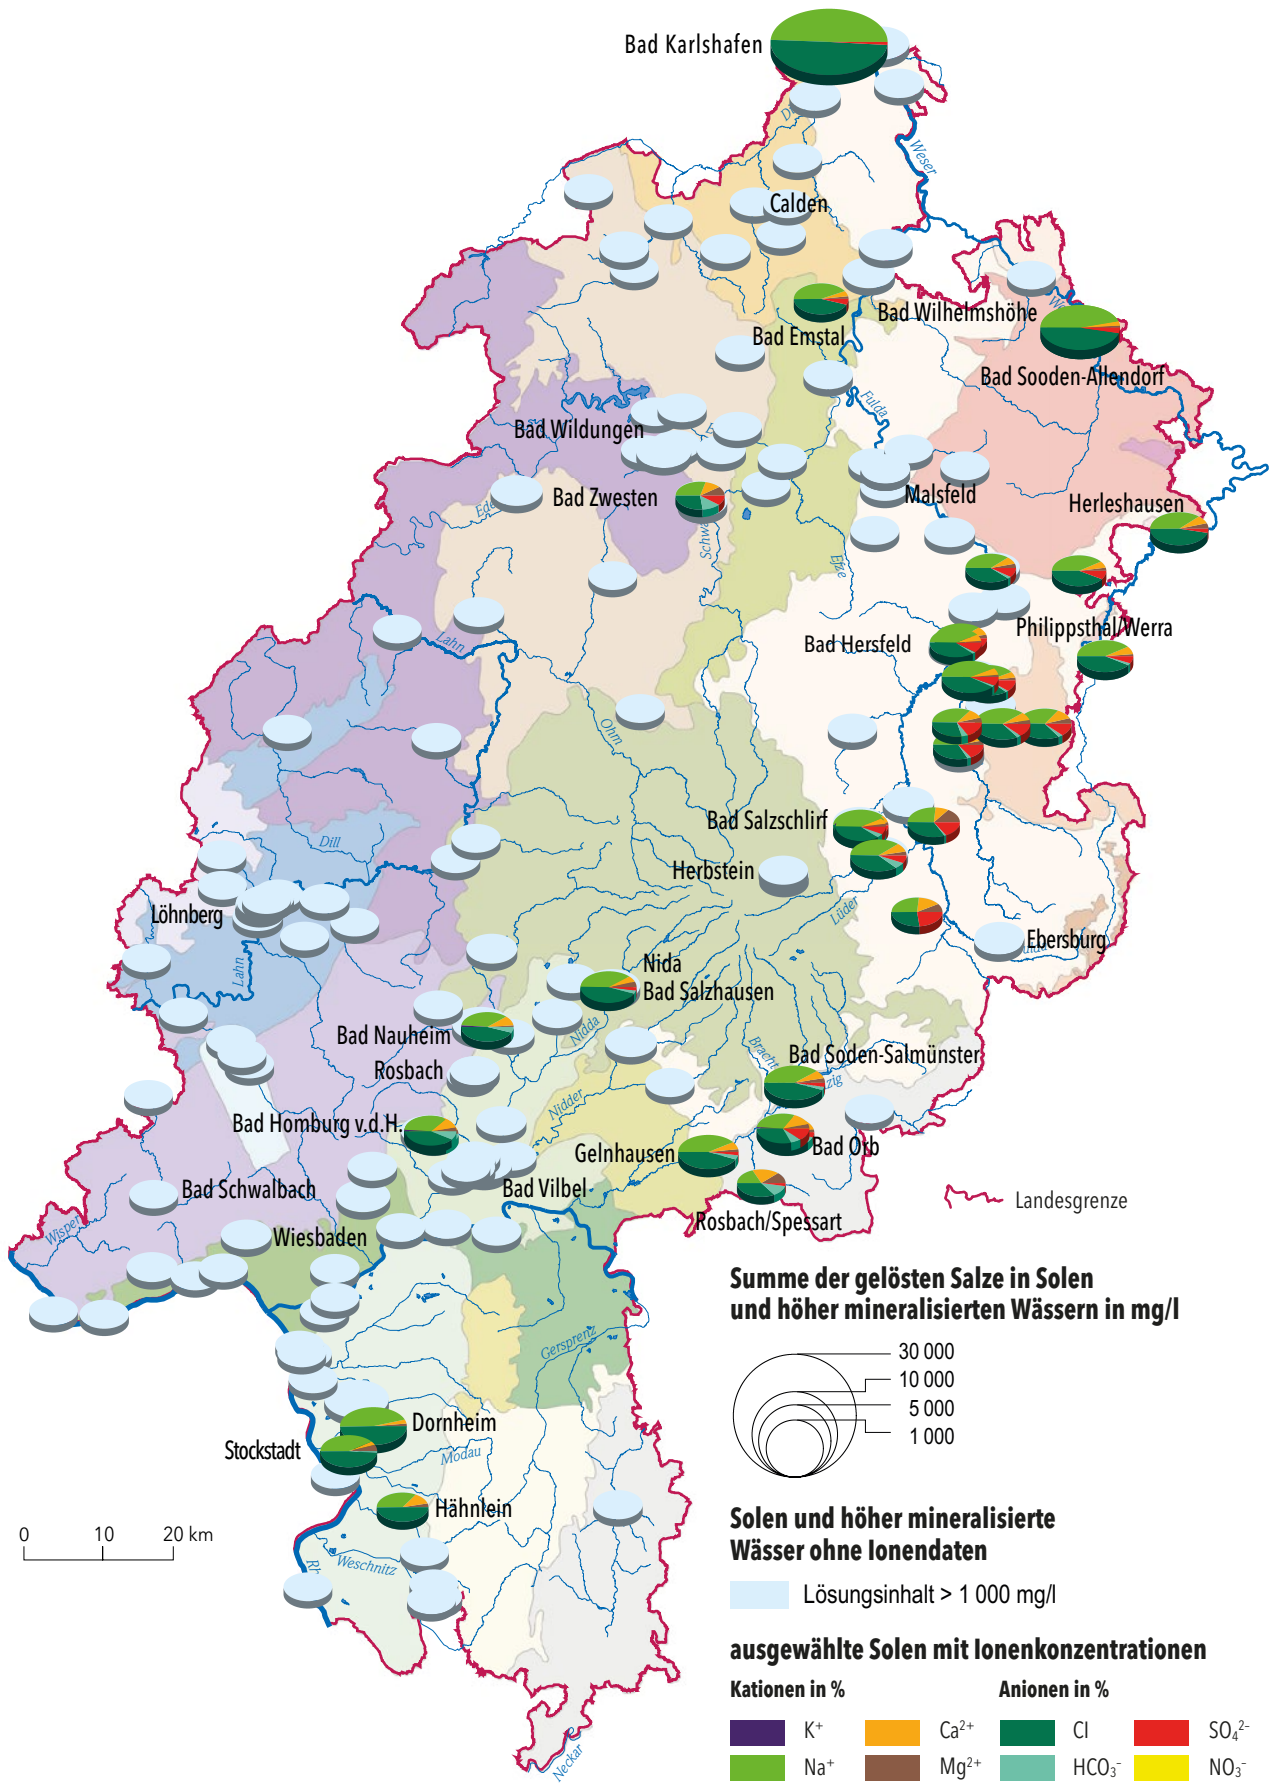 Bad Karlshafen
Weser
Calden
Bad Wilhelmshöhe
Bad Emstal
Bad Sooden-Allendorf
Fulda
Bad Wildungen
Bad Zwesten
Malsfeld
Herleshausen
Efze
Philippsthal/Werra
Bad Hersfeld
Lahn
Ohm
Bad Salzschlirf
Dill
Herbstein
Löhnberg
Lüder
Ebersburg
Lahn
Nida
Bad Salzhausen
Bad Nauheim
Nidda
Bad Soden-Salmünster
Rosbach
Bracht
Nidder
Bad Homburg v.d.H.
Gelnhausen
Bad Orb
Bad Schwalbach
Bad Vilbel
Landesgrenze
Rosbach/Spessart
Wisper
Wiesbaden
Summe der gelösten Salze in Solen
und höher mineralisierten Wässern in mg/l
Gersprenz
30 000
10 000
5 000
1 000
Dornheim
Stockstadt
Modau
Hähnlein
Solen und höher mineralisierte
Wässer ohne Ionendaten
0 10 20 km
Weschnitz
Lösungsinhalt > 1 000 mg/l
ausgewählte Solen mit Ionenkonzentrationen
Kationen in % Anionen in %
K⁺ Ca²⁺ Cl SO₄²⁻
Na⁺ Mg²⁺ HCO₃⁻ NO₃⁻
Neckar